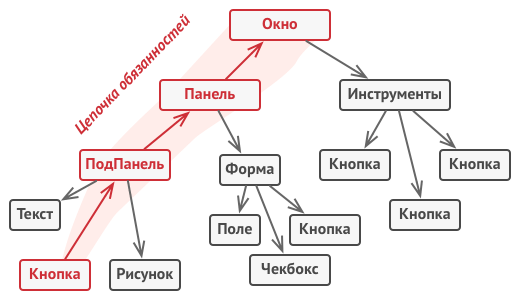 Окно
Цепочка обязанностей
Панель
Инструменты
ПодПанель
Форма
Кнопка
Кнопка
Текст
Поле
Кнопка
Кнопка
Кнопка
Рисунок
Чекбокс